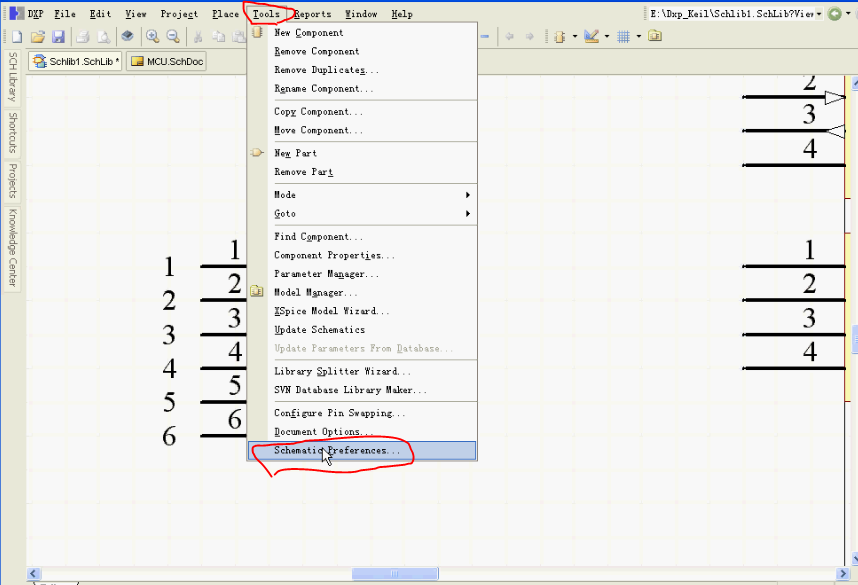 DXP File Edit View Project Place Tools Reports Window Help
E:\Dxp_Keil\Schlib1.SchLib?View
Schlib1.SchLib *
MCU.SchDoc
SCH Library
Shortcuts
Projects
Knowledge Center
New Component
Remove Component
Remove Duplicates...
Rename Component...
Copy Component...
Move Component...
New Part
Remove Part
Mode
Goto
Find Component...
Component Properties...
Parameter Manager...
Model Manager...
XSpice Model Wizard...
Update Schematics
Update Parameters From Database...
Library Splitter Wizard...
SVN Database Library Maker...
Configure Pin Swapping...
Document Options...
Schematic Preferences...
1 1
2 2
3 3
4 4
5 5
6 6
2
3
4
1
2
3
4